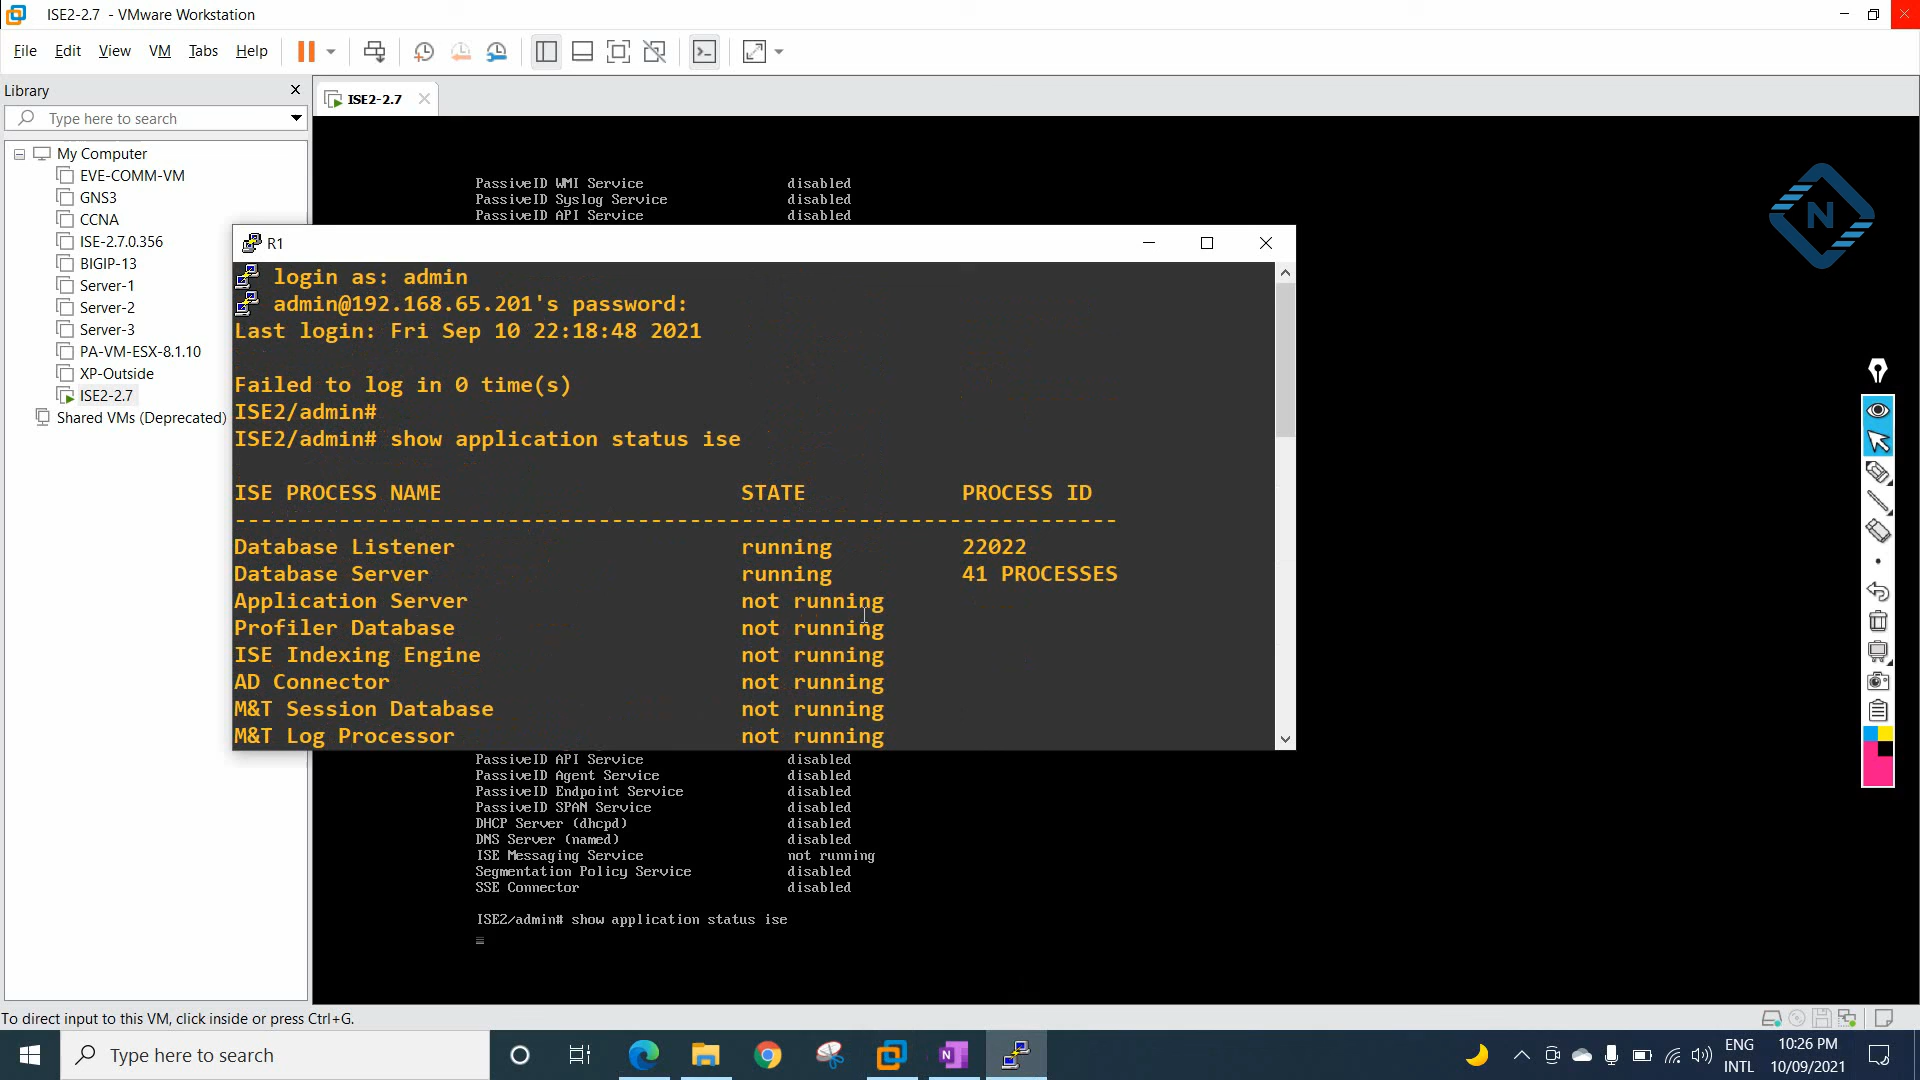 ISE2-2.7 - VMware Workstation
File Edit View VM Tabs Help
Library
ISE2-2.7
Type here to search
My Computer
EVE-COMM-VM
GNS3
CCNA
ISE-2.7.0.356
BIGIP-13
Server-1
Server-2
Server-3
PA-VM-ESX-8.1.10
XP-Outside
ISE2-2.7
Shared VMs (Deprecated)
PassiveID WMI Service disabled
PassiveID Syslog Service disabled
PassiveID API Service disabled
N
R1
login as: admin
admin@192.168.65.201's password:
Last login: Fri Sep 10 22:18:48 2021
Failed to log in 0 time(s)
ISE2/admin#
ISE2/admin# show application status ise
ISE PROCESS NAME STATE PROCESS ID
--------------------------------------------------------------------
Database Listener running 22022
Database Server running 41 PROCESSES
Application Server not running
Profiler Database not running
ISE Indexing Engine not running
AD Connector not running
M&T Session Database not running
M&T Log Processor not running
PassiveID API Service disabled
PassiveID Agent Service disabled
PassiveID Endpoint Service disabled
PassiveID SPAN Service disabled
DHCP Server (dhcpd) disabled
DNS Server (named) disabled
ISE Messaging Service not running
Segmentation Policy Service disabled
SSE Connector disabled
ISE2/admin# show application status ise
To direct input to this VM, click inside or press Ctrl+G.
Type here to search
N
ENG
INTL
10:26 PM
10/09/2021